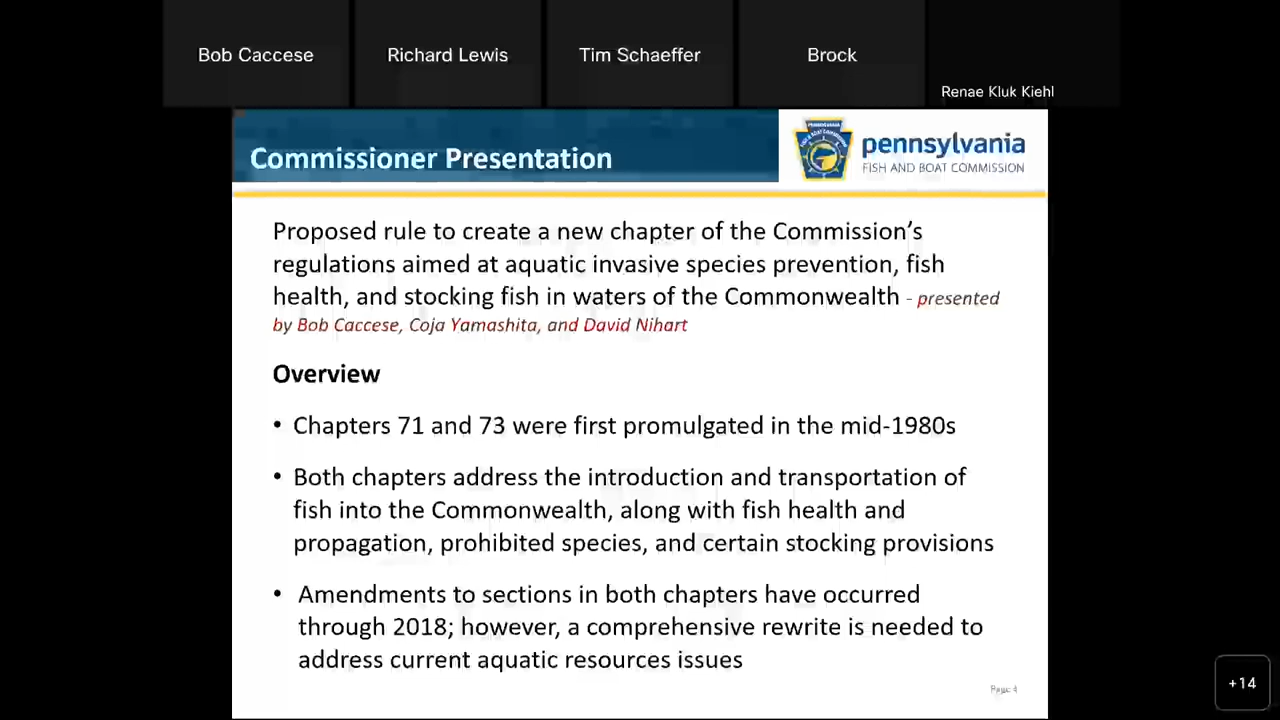 Bob Caccese
Richard Lewis
Tim Schaeffer
Brock
Renae Kluk Kiehl
Commissioner Presentation
pennsylvania
FISH AND BOAT COMMISSION
Proposed rule to create a new chapter of the Commission's
regulations aimed at aquatic invasive species prevention, fish
health, and stocking fish in waters of the Commonwealth - presented
by Bob Caccese, Coja Yamashita, and David Nihart
Overview
• Chapters 71 and 73 were first promulgated in the mid-1980s
• Both chapters address the introduction and transportation of
fish into the Commonwealth, along with fish health and
propagation, prohibited species, and certain stocking provisions
• Amendments to sections in both chapters have occurred
through 2018; however, a comprehensive rewrite is needed to
address current aquatic resources issues
Page 4
+14